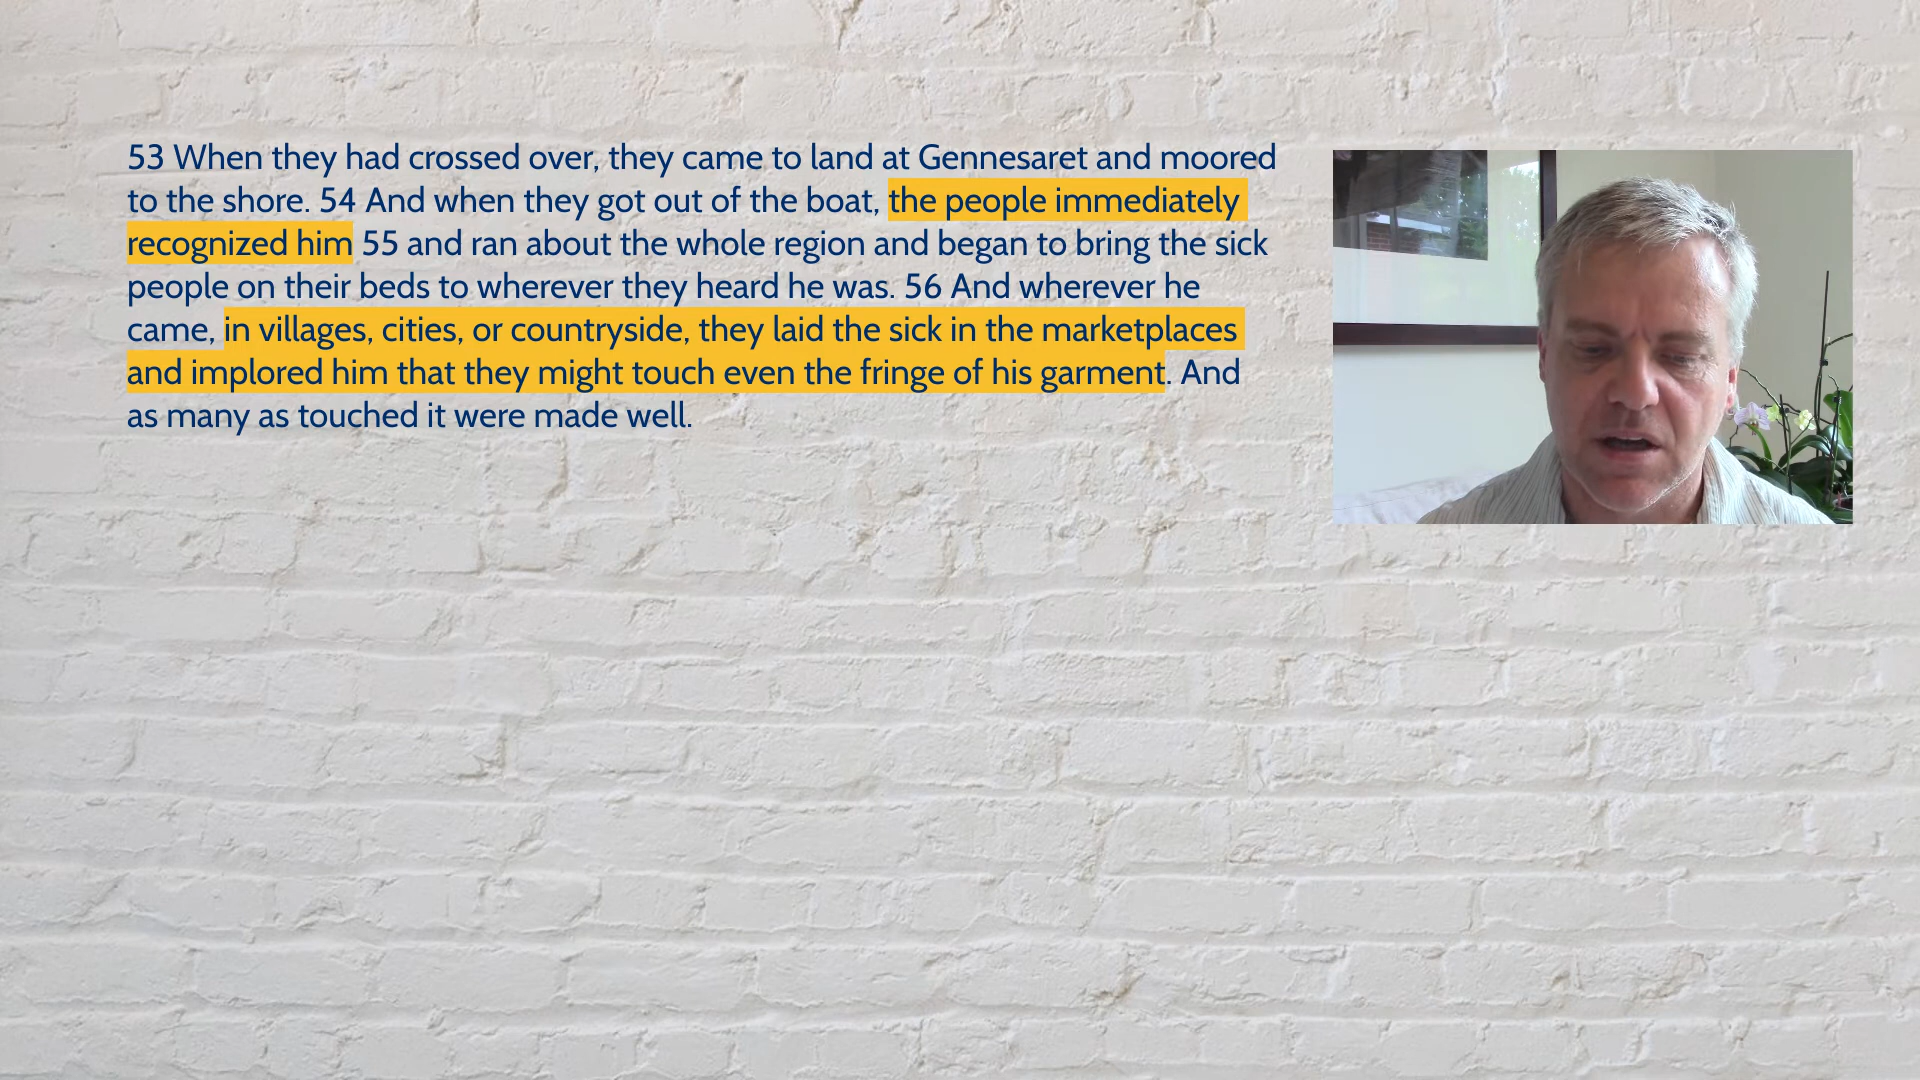 53 When they had crossed over, they came to land at Gennesaret and moored
to the shore. 54 And when they got out of the boat, the people immediately
recognized him 55 and ran about the whole region and began to bring the sick
people on their beds to wherever they heard he was. 56 And wherever he
came, in villages, cities, or countryside, they laid the sick in the marketplaces
and implored him that they might touch even the fringe of his garment. And
as many as touched it were made well.